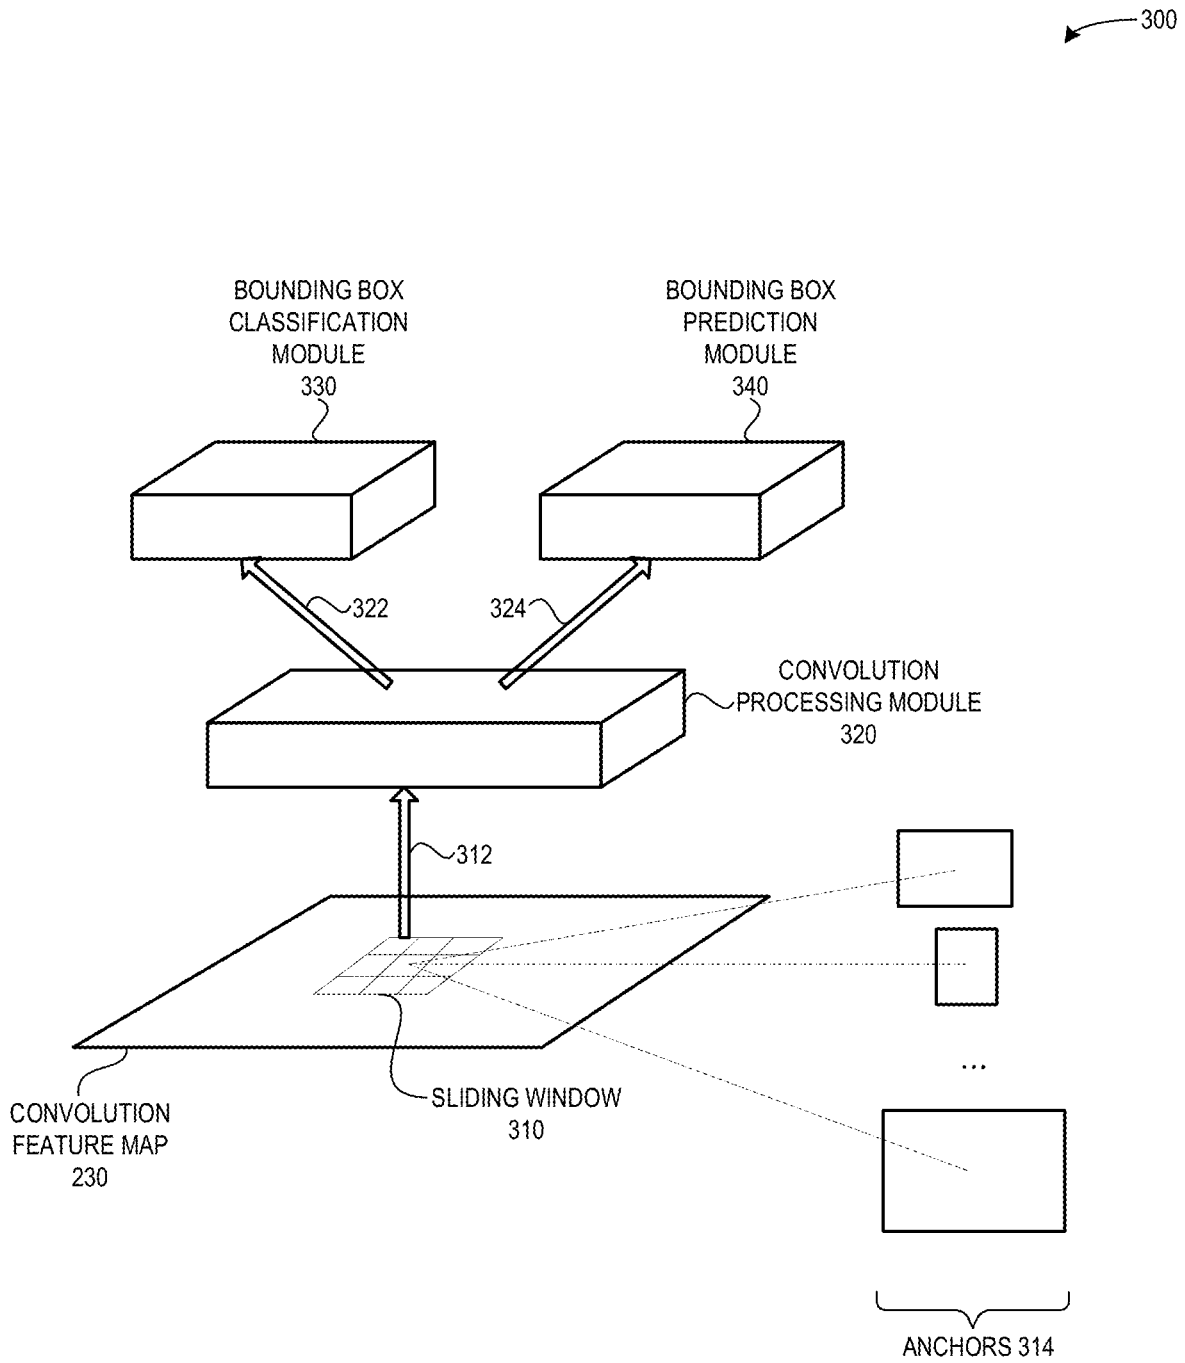 300
BOUNDING BOX
CLASSIFICATION
MODULE
330
BOUNDING BOX
PREDICTION
MODULE
340
322
324
CONVOLUTION
PROCESSING MODULE
320
312
SLIDING WINDOW
310
CONVOLUTION
FEATURE MAP
230
...
ANCHORS 314